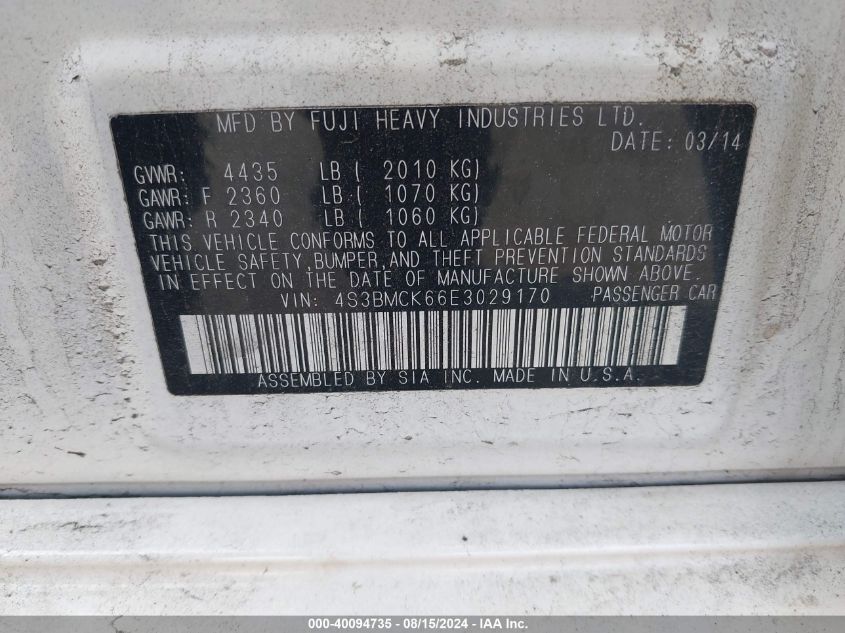 MFD BY FUJI HEAVY INDUSTRIES LTD.
DATE: 03/14
GVWR: 4435 LB ( 2010 KG)
GAWR: F 2360 LB ( 1070 KG)
GAWR: R 2340 LB ( 1060 KG)
THIS VEHICLE CONFORMS TO ALL APPLICABLE FEDERAL MOTOR
VEHICLE SAFETY,BUMPER,AND THEFT PREVENTION STANDARDS
IN EFFECT ON THE DATE OF MANUFACTURE SHOWN ABOVE.
VIN: 4S3BMCK66E3029170 PASSENGER CAR
ASSEMBLED BY SIA INC. MADE IN U.S.A.
000-40094735 - 08/15/2024 - IAA Inc.